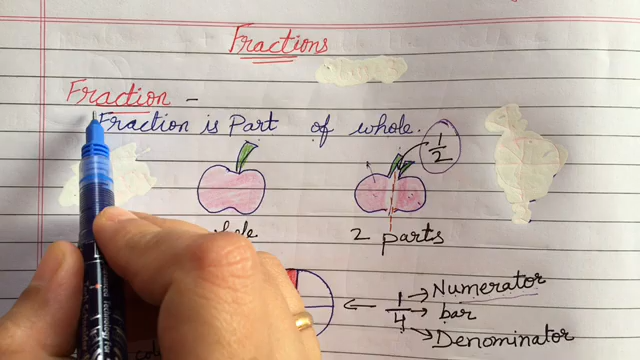 Fractions
Fraction -
Fraction is Part of whole.
1/2
2 parts
1 → Numerator
bar
4 → Denominator